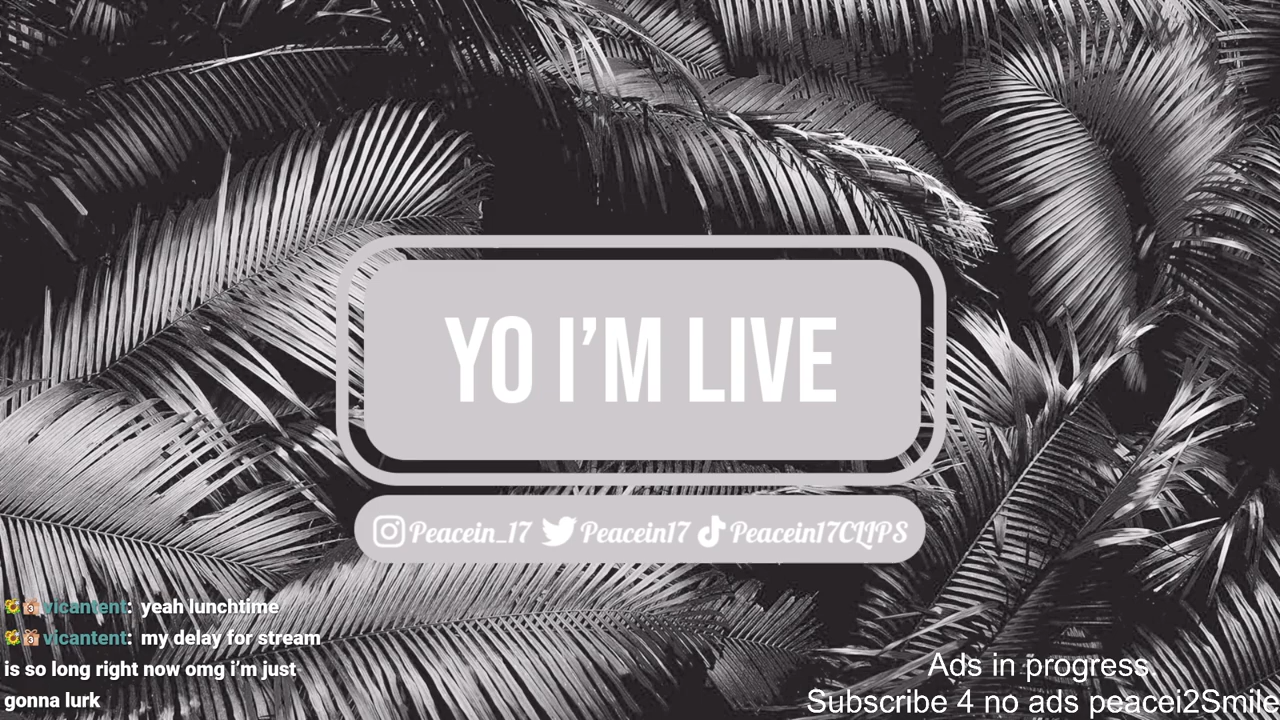 YO I’M LIVE
Peacein_17 Peacein17 Peacein17CLIPS
vicantent: yeah lunchtime
vicantent: my delay for stream
is so long right now omg i’m just
gonna lurk
Ads in progress
Subscribe 4 no ads peacei2Smile